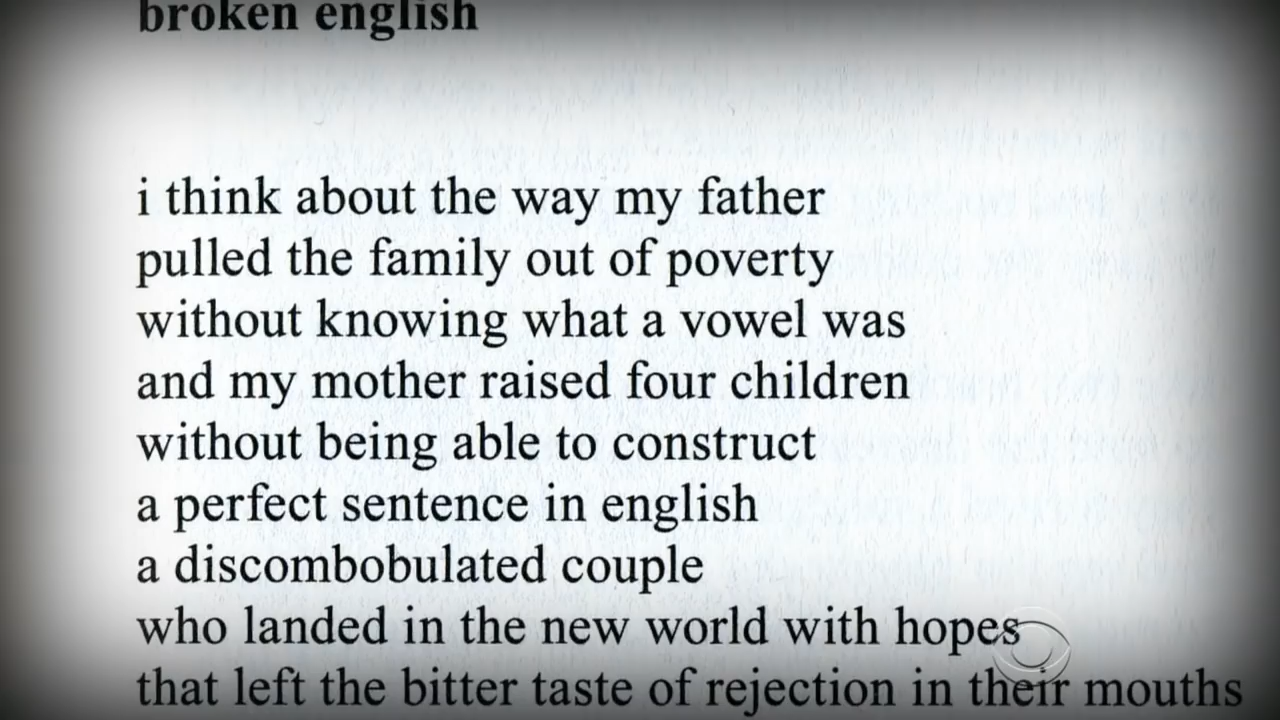 broken english
i think about the way my father
pulled the family out of poverty
without knowing what a vowel was
and my mother raised four children
without being able to construct
a perfect sentence in english
a discombobulated couple
who landed in the new world with hopes
that left the bitter taste of rejection in their mouths